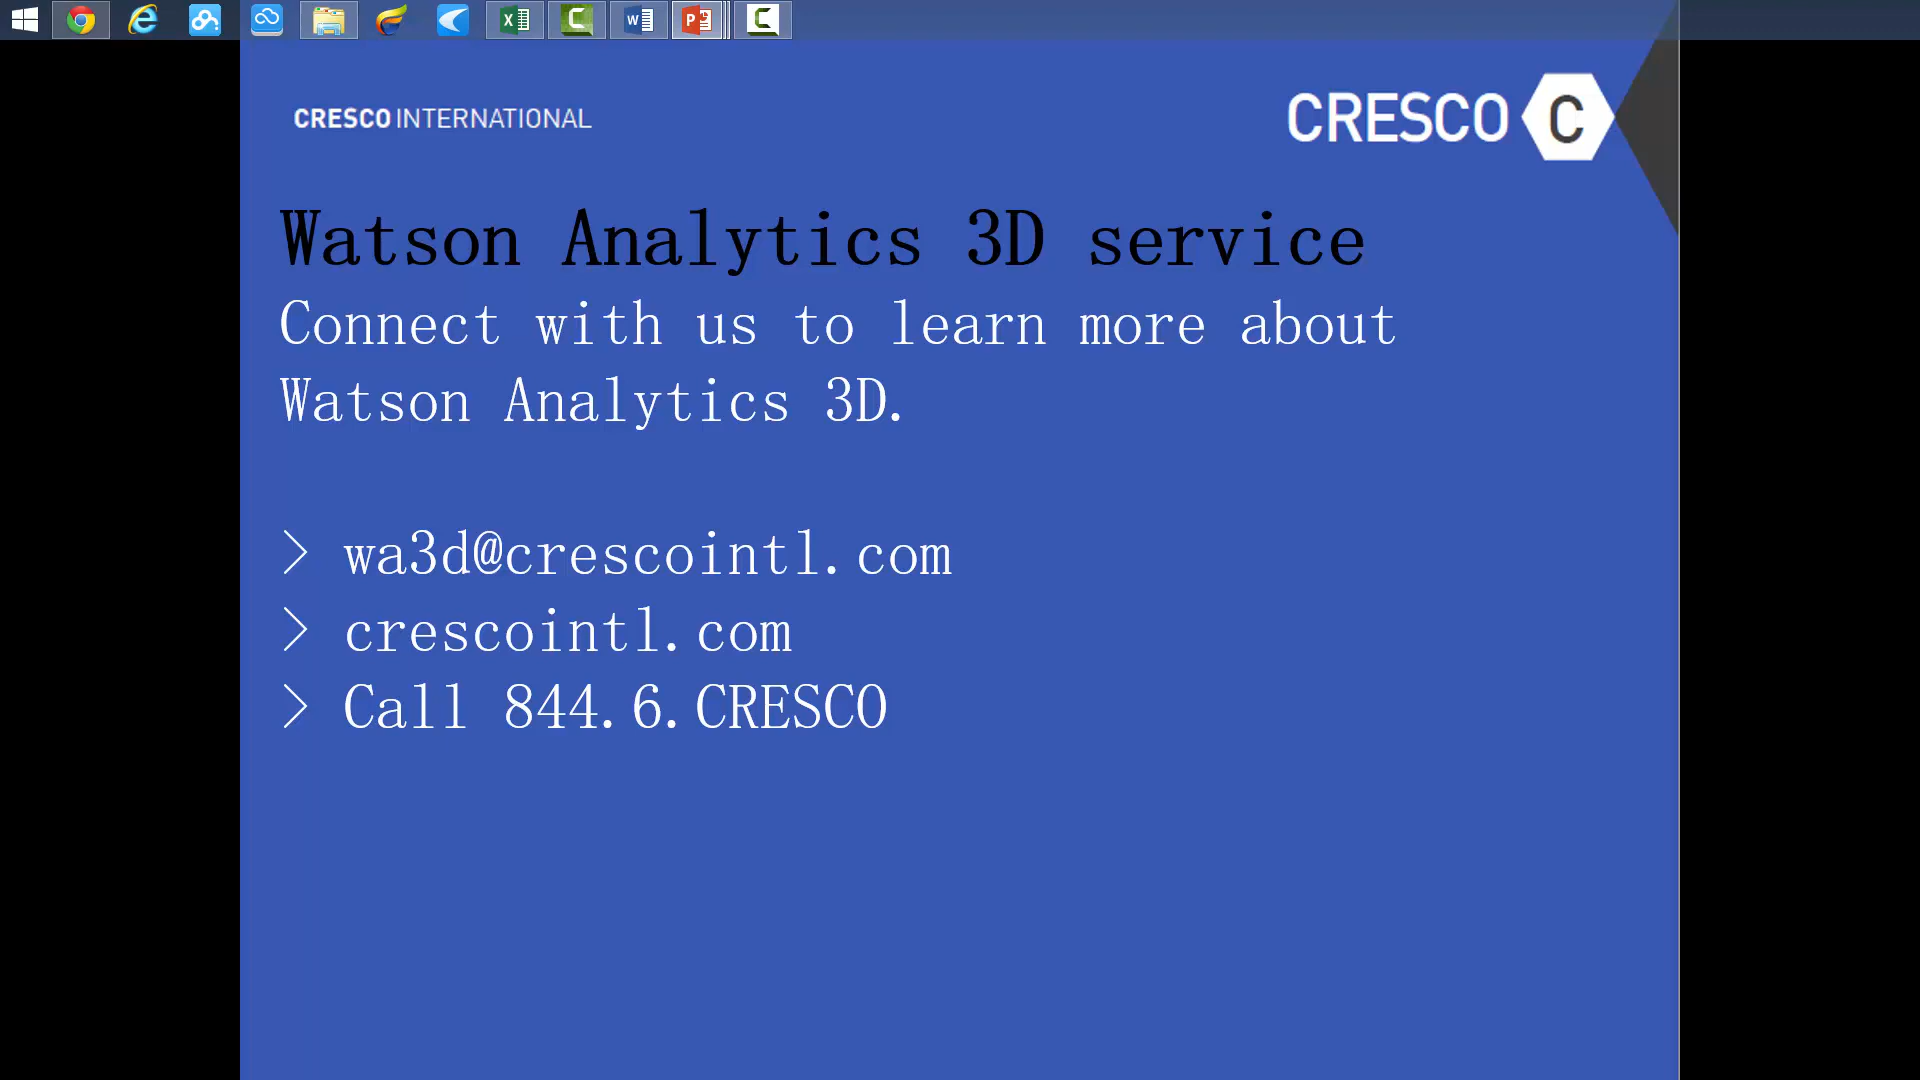 CRESCO INTERNATIONAL
CRESCO C
Watson Analytics 3D service
Connect with us to learn more about
Watson Analytics 3D.
> wa3d@crescointl.com
> crescointl.com
> Call 844.6.CRESCO